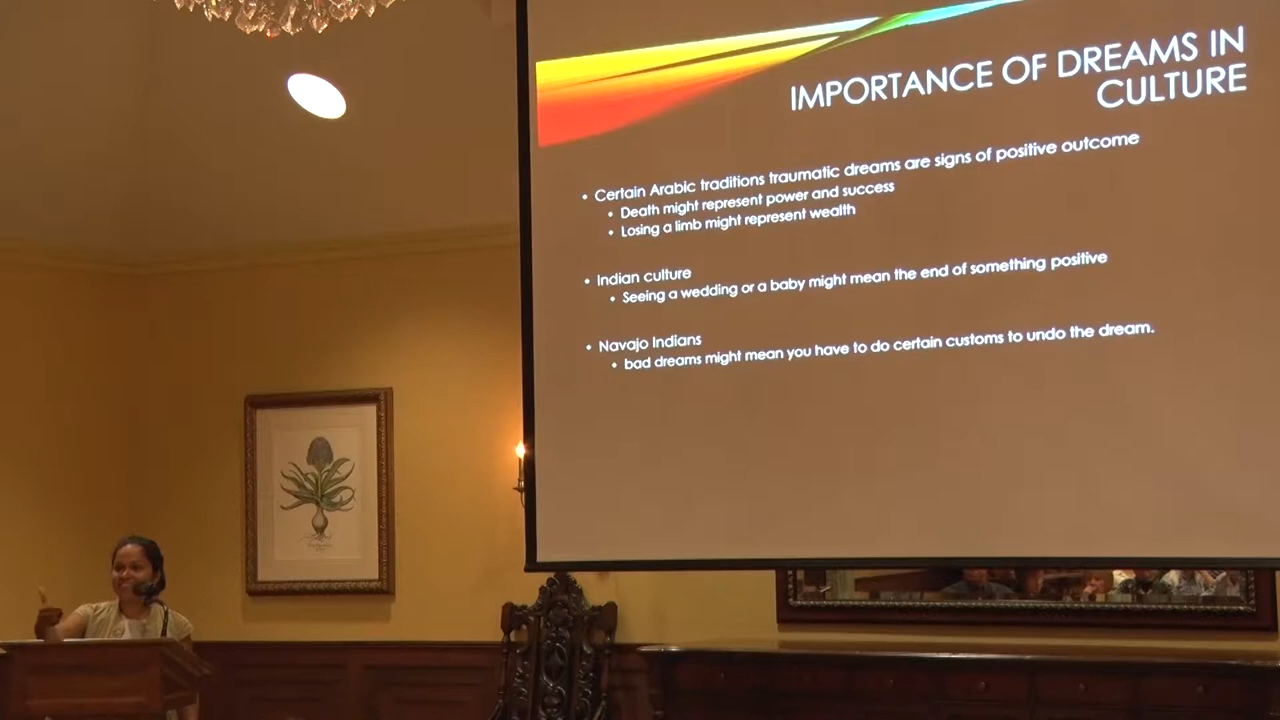 IMPORTANCE OF DREAMS IN
CULTURE
• Certain Arabic traditions traumatic dreams are signs of positive outcome
• Death might represent power and success
• Losing a limb might represent wealth
• Indian culture
• Seeing a wedding or a baby might mean the end of something positive
• Navajo Indians
• bad dreams might mean you have to do certain customs to undo the dream.